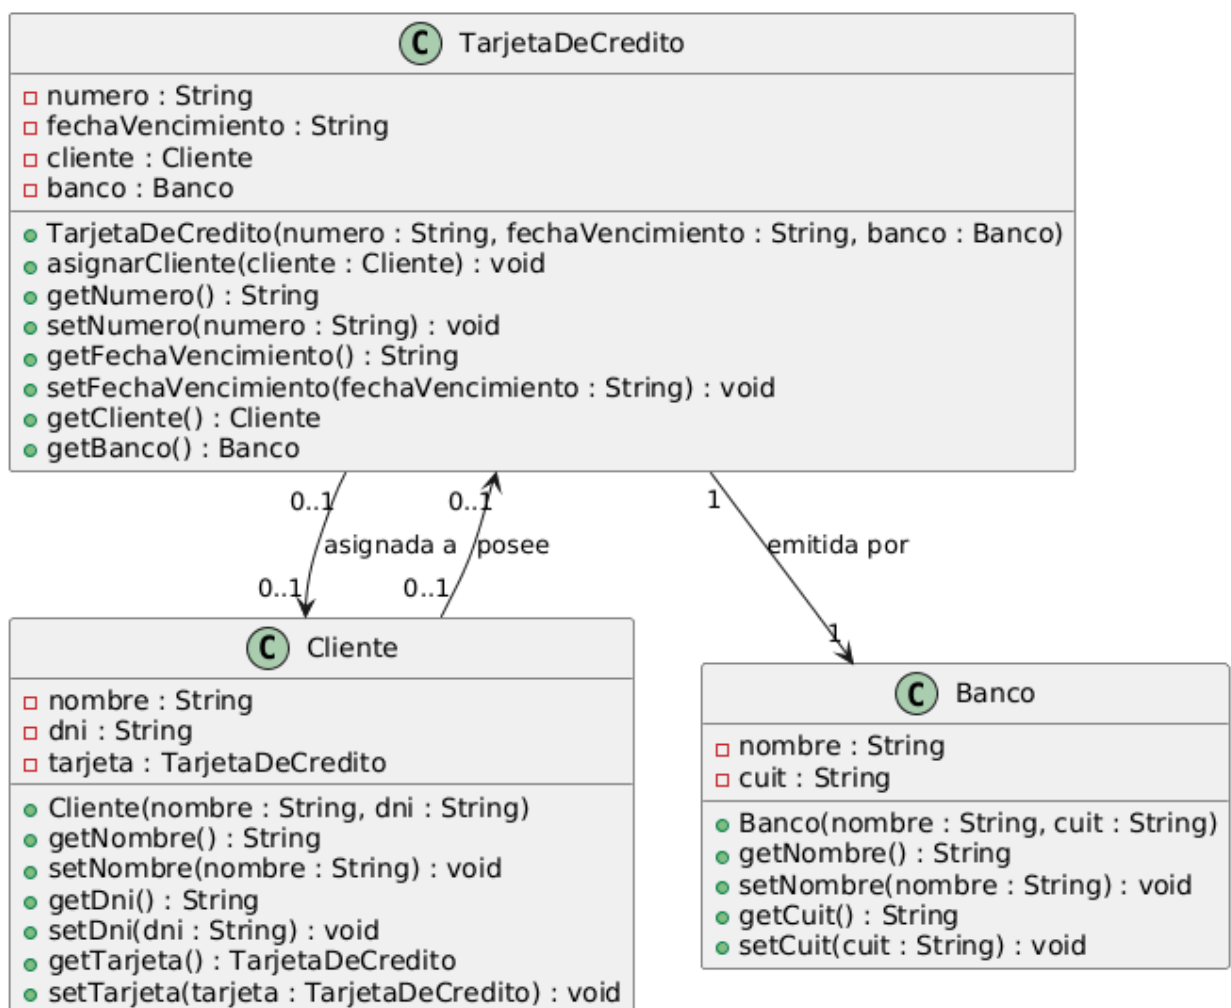 C TarjetaDeCredito
numero : String
fechaVencimiento : String
cliente : Cliente
banco : Banco
TarjetaDeCredito(numero : String, fechaVencimiento : String, banco : Banco)
asignarCliente(cliente : Cliente) : void
getNumero() : String
setNumero(numero : String) : void
getFechaVencimiento() : String
setFechaVencimiento(fechaVencimiento : String) : void
getCliente() : Cliente
getBanco() : Banco
0..1 0..1 1
asignada a posee emitida por
0..1 0..1 1
C Cliente
nombre : String
dni : String
tarjeta : TarjetaDeCredito
Cliente(nombre : String, dni : String)
getNombre() : String
setNombre(nombre : String) : void
getDni() : String
setDni(dni : String) : void
getTarjeta() : TarjetaDeCredito
setTarjeta(tarjeta : TarjetaDeCredito) : void
C Banco
nombre : String
cuit : String
Banco(nombre : String, cuit : String)
getNombre() : String
setNombre(nombre : String) : void
getCuit() : String
setCuit(cuit : String) : void